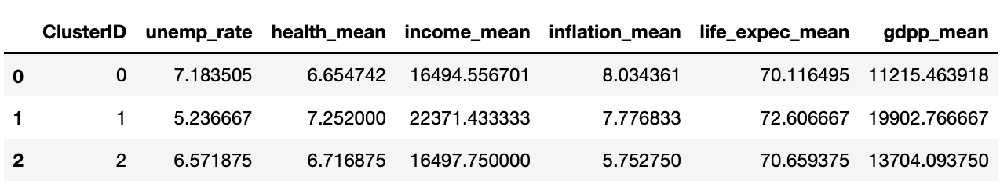 ClusterID unemp_rate health_mean income_mean inflation_mean life_expec_mean gdpp_mean
0 0 7.183505 6.654742 16494.556701 8.034361 70.116495 11215.463918
1 1 5.236667 7.252000 22371.433333 7.776833 72.606667 19902.766667
2 2 6.571875 6.716875 16497.750000 5.752750 70.659375 13704.093750